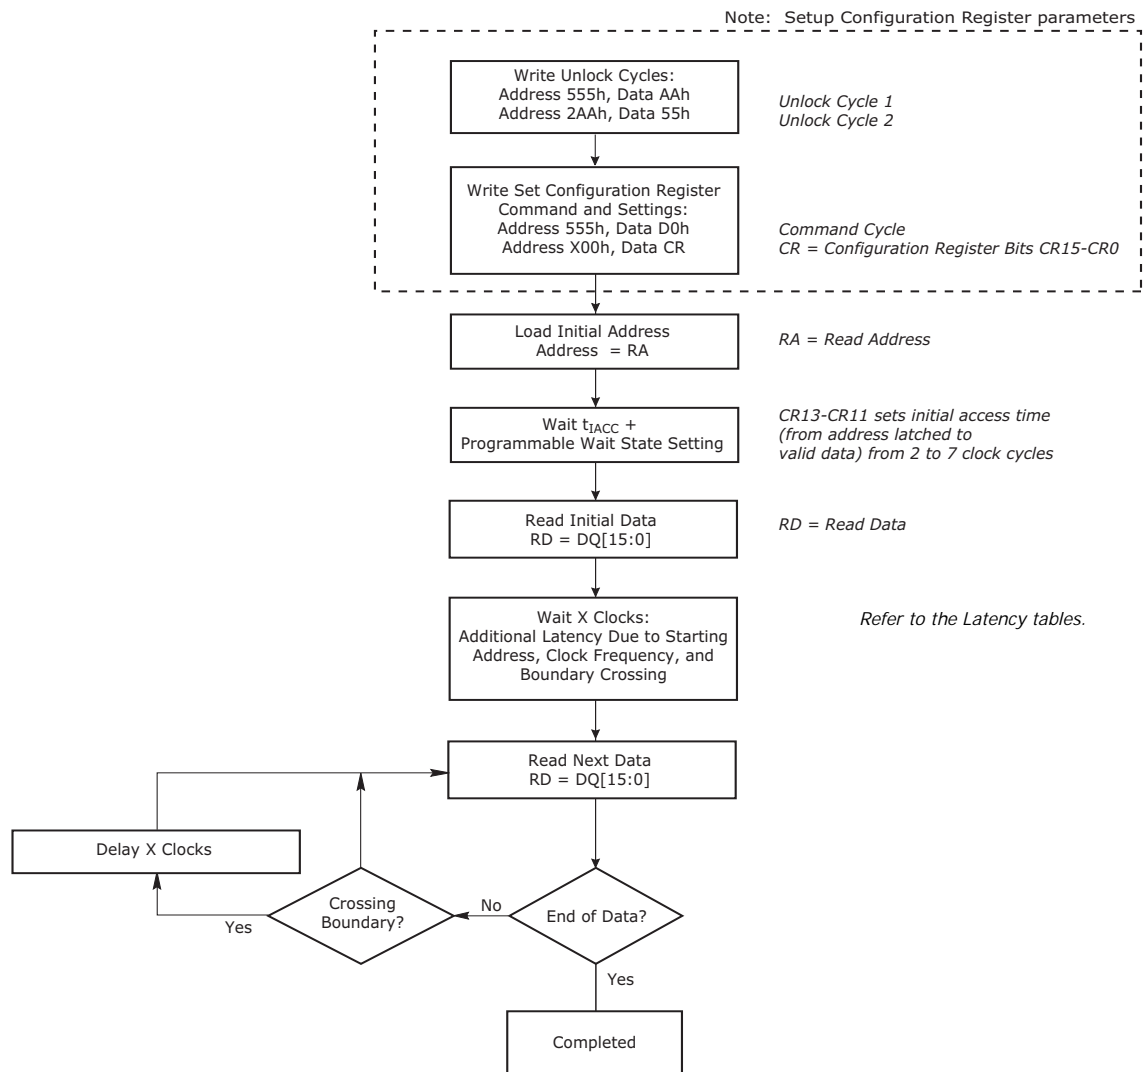 Note: Setup Configuration Register parameters
Write Unlock Cycles:
Address 555h, Data AAh
Address 2AAh, Data 55h
Unlock Cycle 1
Unlock Cycle 2
Write Set Configuration Register
Command and Settings:
Address 555h, Data D0h
Address X00h, Data CR
Command Cycle
CR = Configuration Register Bits CR15-CR0
Load Initial Address
Address = RA
RA = Read Address
Wait tIACC +
Programmable Wait State Setting
CR13-CR11 sets initial access time
(from address latched to
valid data) from 2 to 7 clock cycles
Read Initial Data
RD = DQ[15:0]
RD = Read Data
Wait X Clocks:
Additional Latency Due to Starting
Address, Clock Frequency, and
Boundary Crossing
Refer to the Latency tables.
Read Next Data
RD = DQ[15:0]
Delay X Clocks
Crossing
Boundary?
Yes
No
End of Data?
Yes
Completed